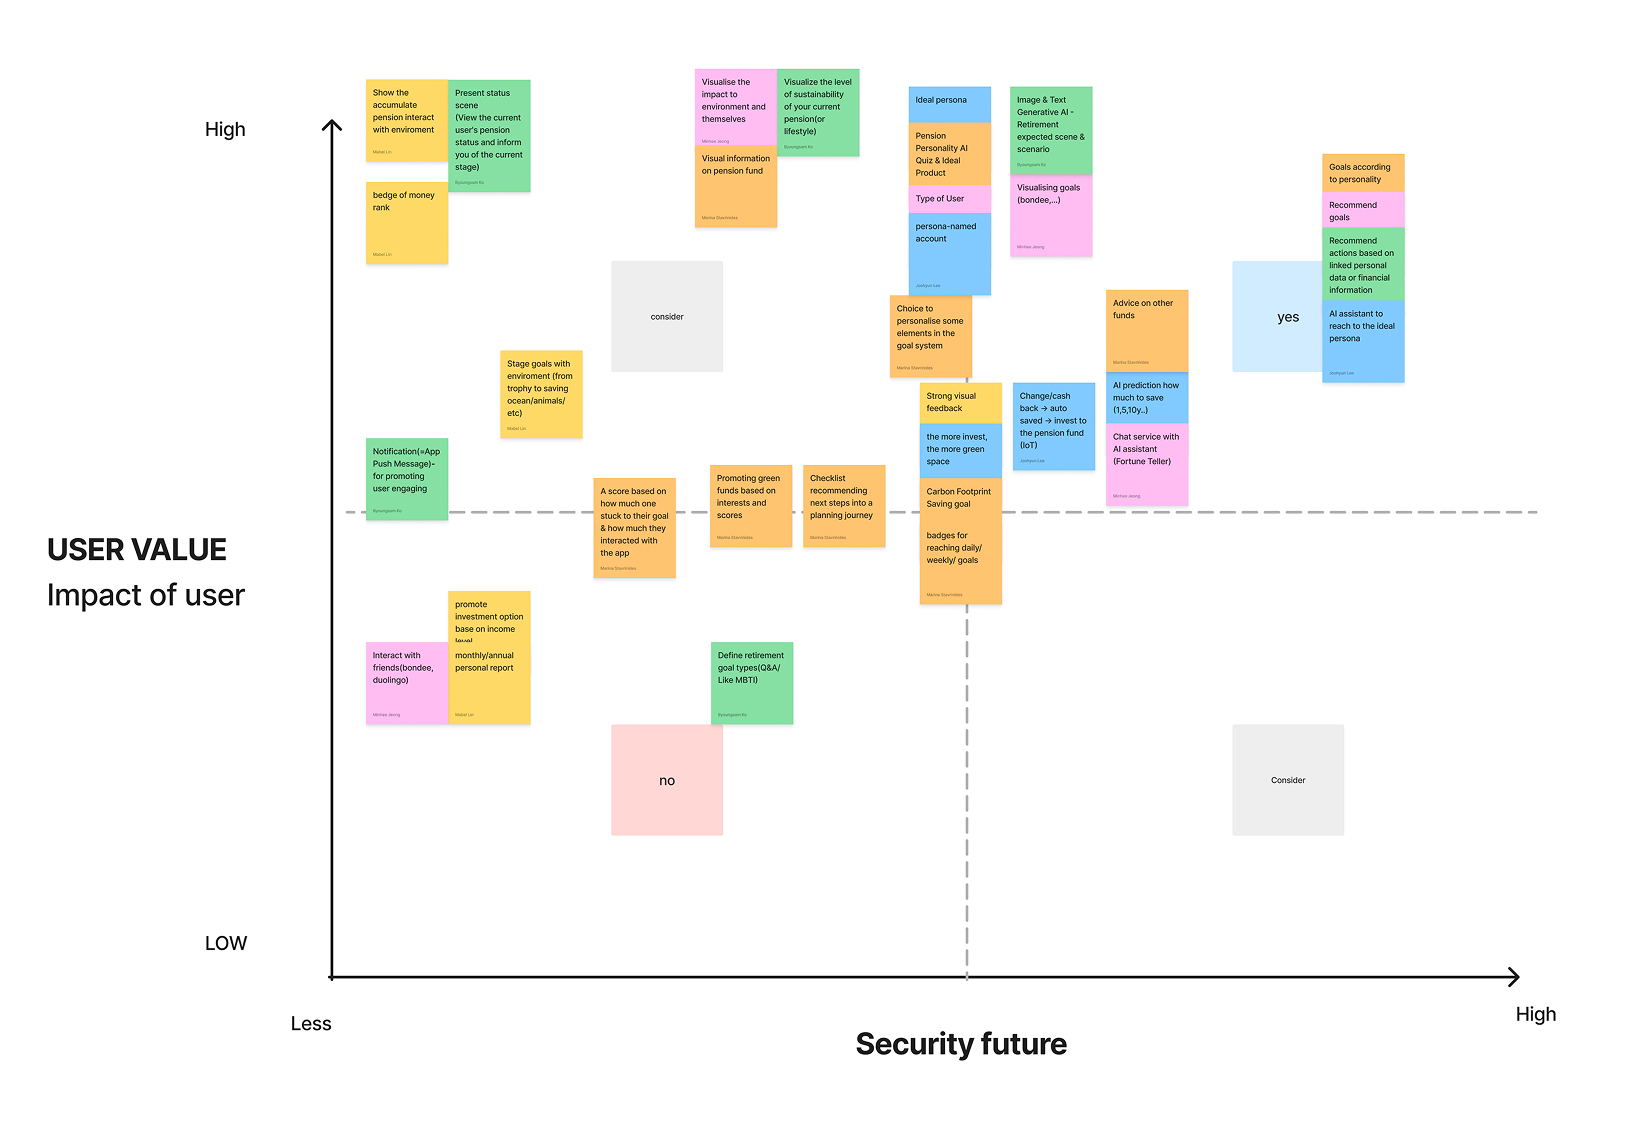 High
Show the
accumulate
pension interact
with enviroment
Mabel Lin
Present status
scene
(View the current
user's pension
status and inform
you of the current
stage)
Byoungsam Ko
bedge of money
rank
Mabel Lin
Visualise the
impact to
environment and
themselves
Minhee Jeong
Visualize the level
of sustainability
of your current
pension(or
lifestyle)
Byoungsam Ko
Visual information
on pension fund
Marina Stavrinides
Ideal persona
Pension
Personality AI
Quiz & Ideal
Product
Type of User
persona-named
account
Joohyun Lee
Image & Text
Generative AI -
Retirement
expected scene &
scenario
Byoungsam Ko
Visualising goals
(bondee,...)
Minhee Jeong
Goals according
to personality
Recommend
goals
Recommend
actions based on
linked personal
data or financial
information
AI assistant to
reach to the ideal
persona
Joohyun Lee
consider
yes
Choice to
personalise some
elements in the
goal system
Marina Stavrinides
Advice on other
funds
Marina Stavrinides
AI prediction how
much to save
(1,5,10y..)
Chat service with
AI assistant
(Fortune Teller)
Minhee Jeong
Stage goals with
enviroment (from
trophy to saving
ocean/animals/
etc)
Mabel Lin
Strong visual
feedback
the more invest,
the more green
space
Carbon Footprint
Saving goal
badges for
reaching daily/
weekly/ goals
Marina Stavrinides
Change/cash
back → auto
saved → invest to
the pension fund
(IoT)
Joohyun Lee
Notification(=App
Push Message)-
for promoting
user engaging
Byoungsam Ko
A score based on
how much one
stuck to their goal
& how much they
interacted with
the app
Marina Stavrinides
Promoting green
funds based on
interests and
scores
Marina Stavrinides
Checklist
recommending
next steps into a
planning journey
Marina Stavrinides
USER VALUE
Impact of user
promote
investment option
base on income
level
monthly/annual
personal report
Mabel Lin
Interact with
friends(bondee,
duolingo)
Minhee Jeong
Define retirement
goal types(Q&A/
Like MBTI)
Byoungsam Ko
no
Consider
LOW
Less
High
Security future